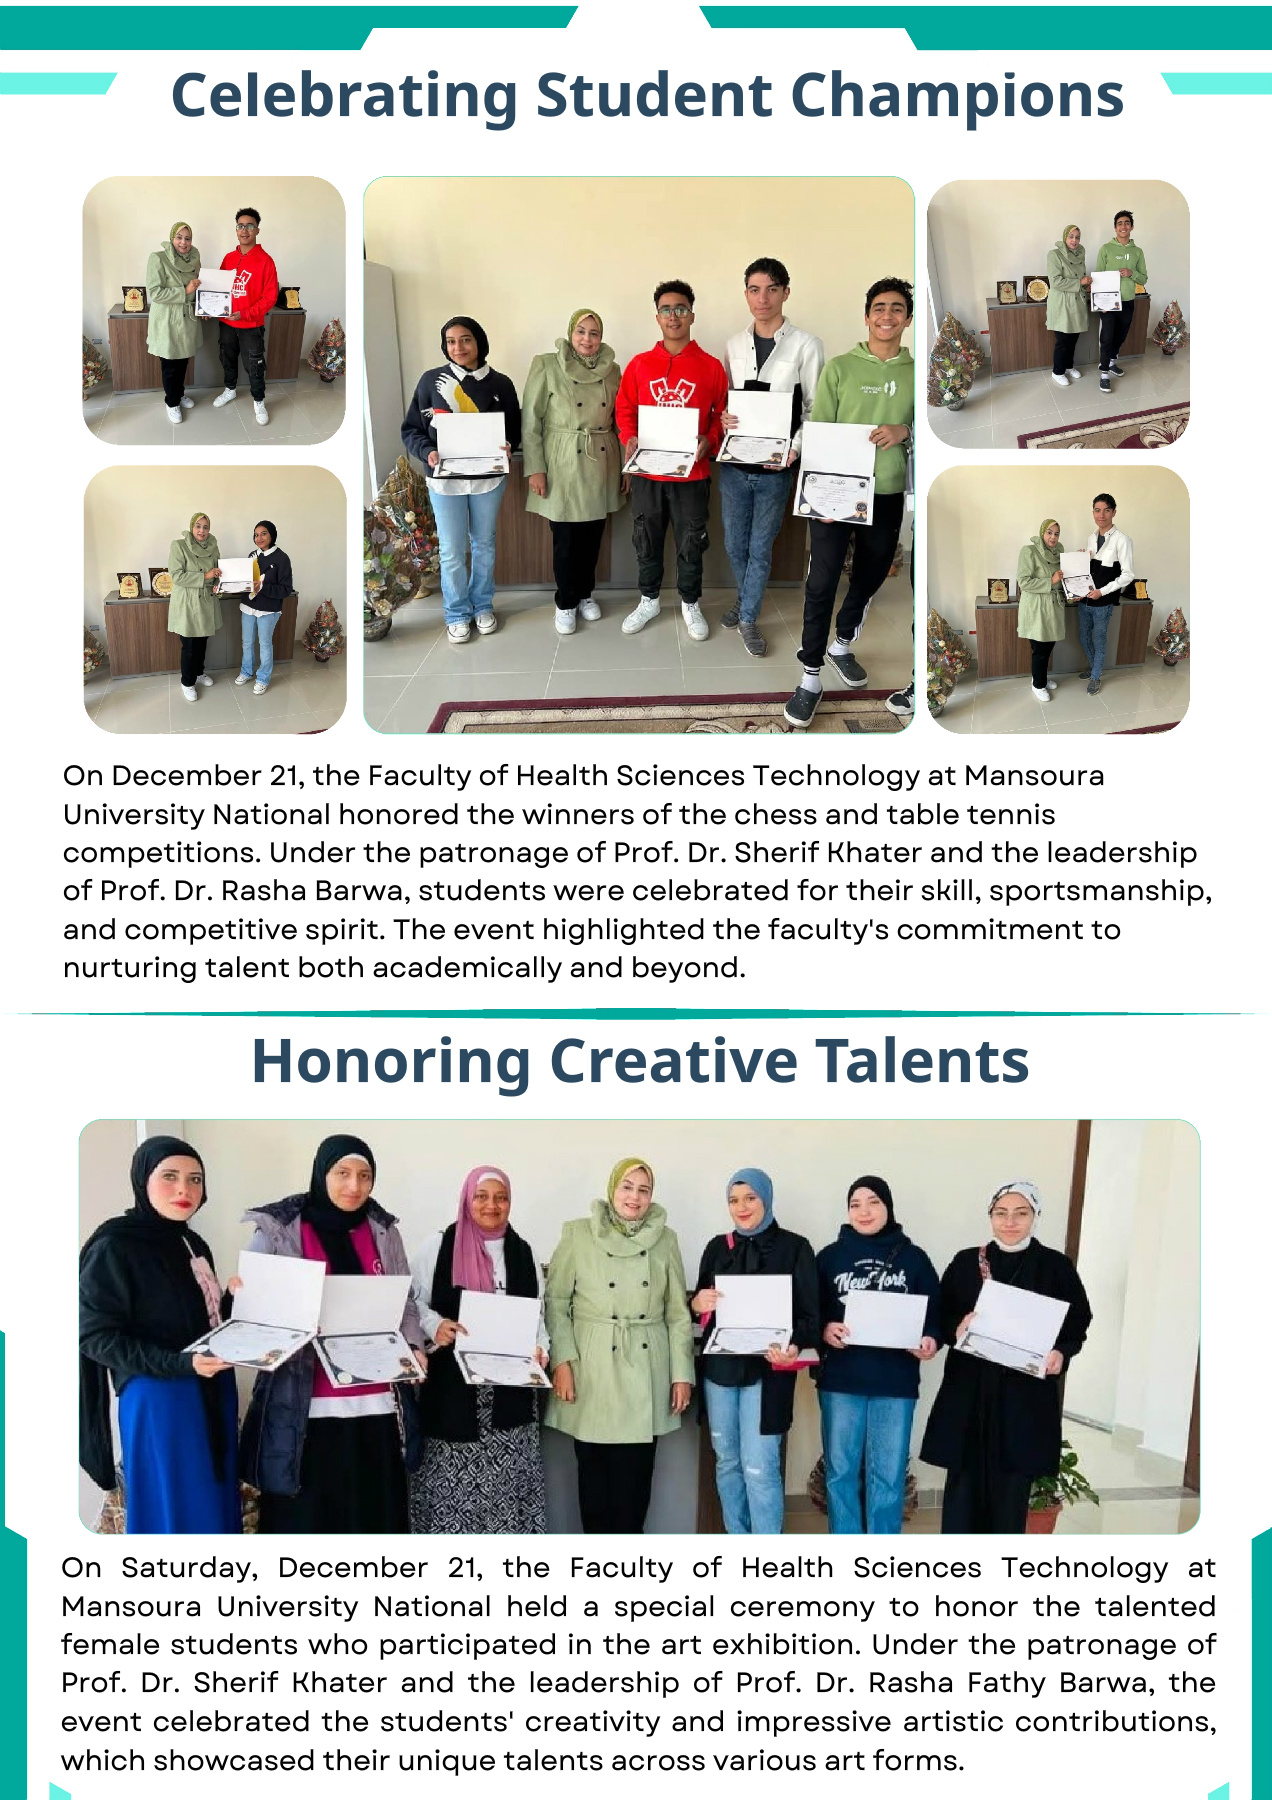 Celebrating Student Champions
On December 21, the Faculty of Health Sciences Technology at Mansoura
University National honored the winners of the chess and table tennis
competitions. Under the patronage of Prof. Dr. Sherif Khater and the leadership
of Prof. Dr. Rasha Barwa, students were celebrated for their skill, sportsmanship,
and competitive spirit. The event highlighted the faculty's commitment to
nurturing talent both academically and beyond.
Honoring Creative Talents
New York
On Saturday, December 21, the Faculty of Health Sciences Technology at
Mansoura University National held a special ceremony to honor the talented
female students who participated in the art exhibition. Under the patronage of
Prof. Dr. Sherif Khater and the leadership of Prof. Dr. Rasha Fathy Barwa, the
event celebrated the students' creativity and impressive artistic contributions,
which showcased their unique talents across various art forms.